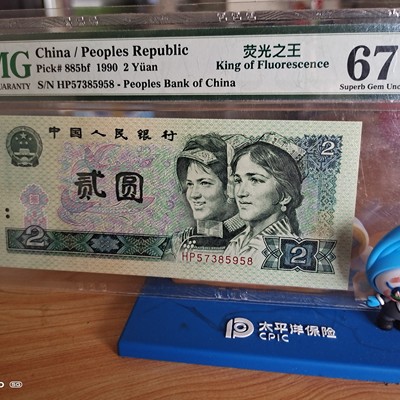 MG
China / Peoples Republic
荧光之王
67
Pick# 885bf 1990 2 Yüan
King of Fluorescence
GUARANTY
S/N HP57385958 - Peoples Bank of China
Superb Gem Unc
中国人民银行
贰圆
2
2
HP57385958
太平洋保险
CPIC
5G